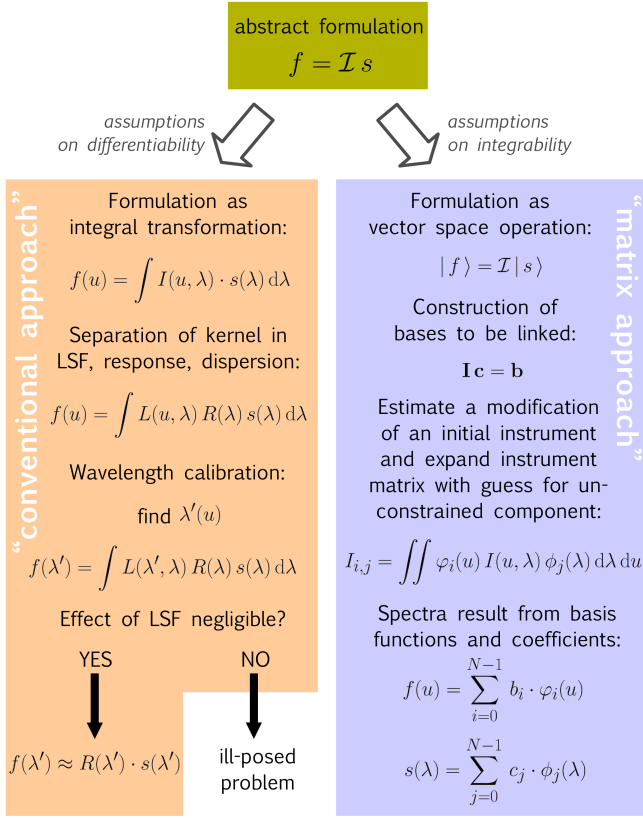 abstract formulation
f = ℐ s
assumptions
on differentiability
assumptions
on integrability
“conventional approach”
Formulation as
integral transformation:
f(u) = ∫ I(u, λ) · s(λ) dλ
Separation of kernel in
LSF, response, dispersion:
f(u) = ∫ L(u, λ) R(λ) s(λ) dλ
Wavelength calibration:
find λ′(u)
f(λ′) = ∫ L(λ′, λ) R(λ) s(λ) dλ
Effect of LSF negligible?
YES
NO
f(λ′) ≈ R(λ′) · s(λ′)
ill-posed
problem
“matrix approach”
Formulation as
vector space operation:
| f ⟩ = ℐ | s ⟩
Construction of
bases to be linked:
I c = b
Estimate a modification
of an initial instrument
and expand instrument
matrix with guess for un-
constrained component:
I_{i,j} = ∬ φ_i(u) I(u, λ) ϕ_j(λ) dλ du
Spectra result from basis
functions and coefficients:
f(u) = ∑_{i=0}^{N−1} b_i · φ_i(u)
s(λ) = ∑_{j=0}^{N−1} c_j · ϕ_j(λ)